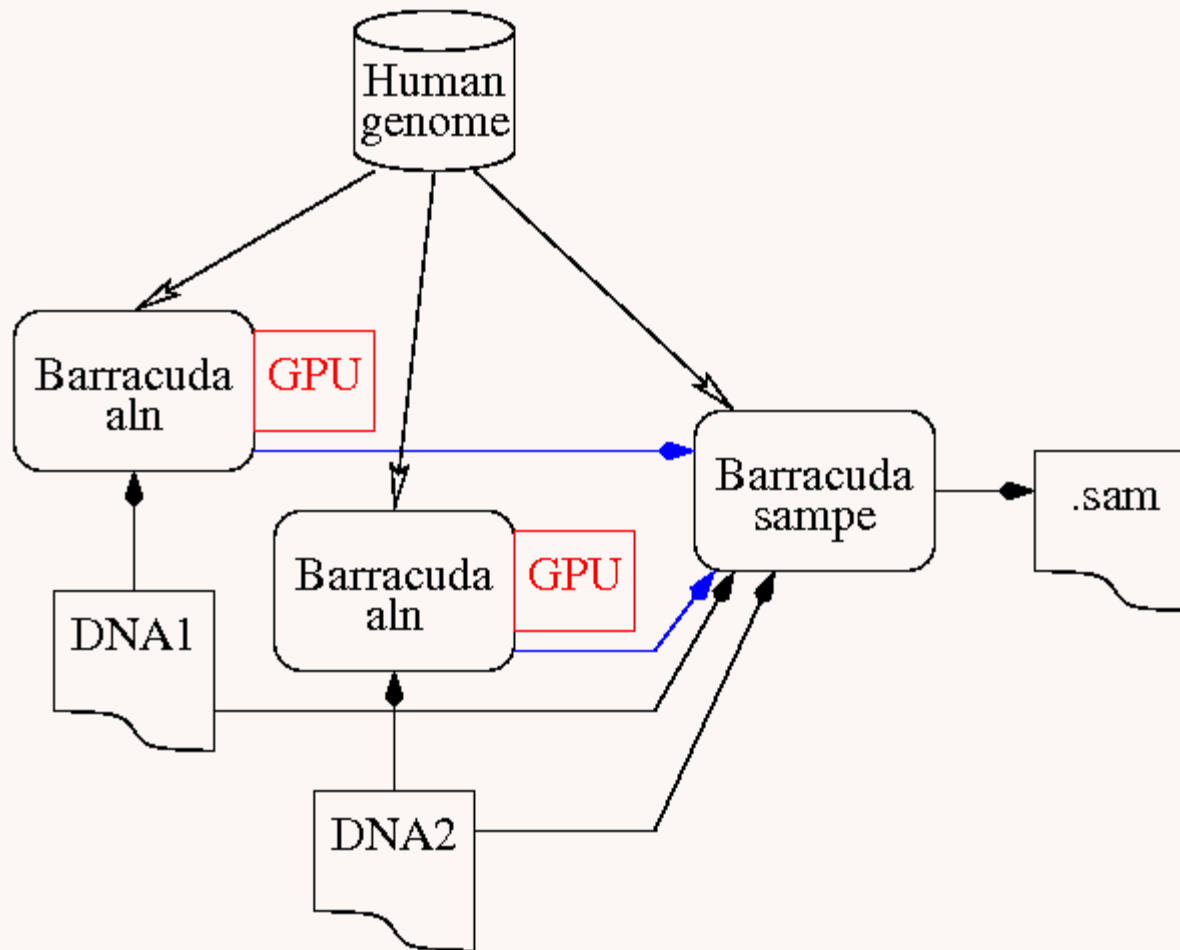 Human
genome
Barracuda
aln
GPU
Barracuda
sampe
.sam
Barracuda
aln
GPU
DNA1
DNA2